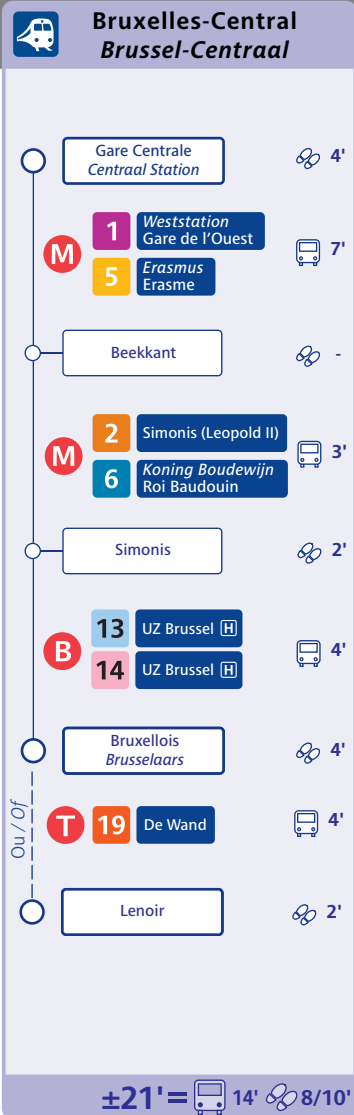 Bruxelles-Central
Brussel-Centraal
Gare Centrale
Centraal Station
4'
M
1
Weststation
Gare de l'Ouest
5
Erasmus
Erasme
7'
Beekkant
-
M
2
Simonis (Leopold II)
6
Koning Boudewijn
Roi Baudouin
3'
Simonis
2'
B
13
UZ Brussel H
14
UZ Brussel H
4'
Bruxellois
Brusselaars
4'
Ou / Of
T
19
De Wand
4'
Lenoir
2'
±21' = 14' 8/10'